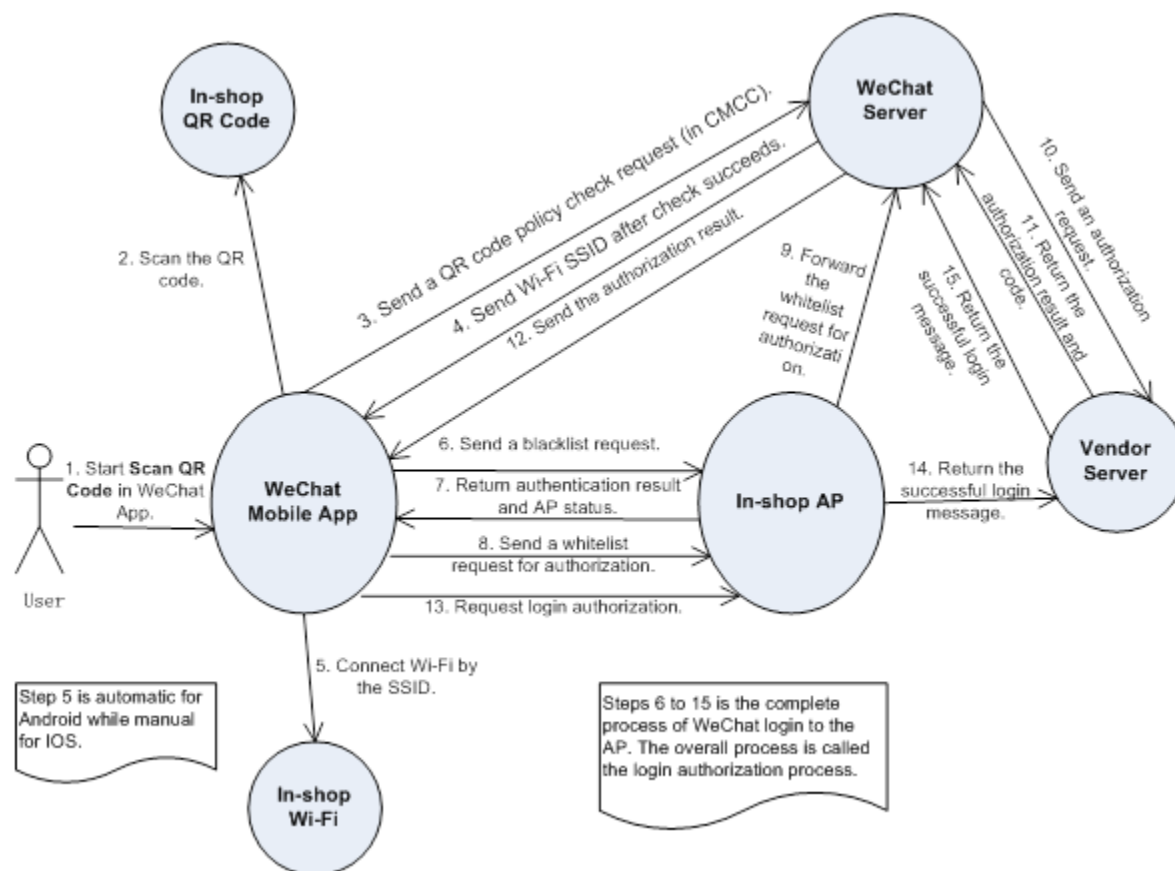 In-shop
QR Code
WeChat
Server
2. Scan the QR
code.
3. Send a QR code policy check request (in CMCC).
4. Send Wi-Fi SSID after check succeeds.
12. Send the authorization result.
9. Forward
the
whitelist
request for
authorizati
on.
10. Send an authorization
request.
11. Return the
authorization result and
code.
15. Return the
successful login
message.
1. Start Scan QR
Code in WeChat
App.
User
WeChat
Mobile App
6. Send a blacklist request.
7. Return authentication result
and AP status.
8. Send a whitelist
request for authorization.
13. Request login authorization.
In-shop AP
14. Return the
successful login
message.
Vendor
Server
5. Connect Wi-Fi by
the SSID.
Step 5 is automatic for
Android while manual
for IOS.
In-shop
Wi-Fi
Steps 6 to 15 is the complete
process of WeChat login to the
AP. The overall process is called
the login authorization process.